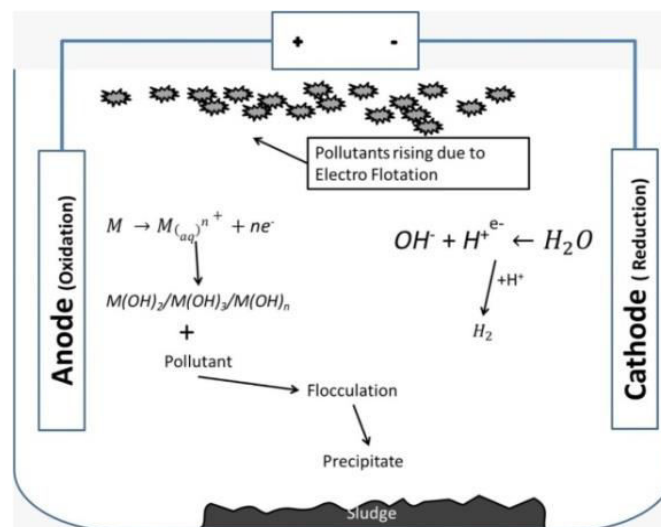 + -
Pollutants rising due to
Electro Flotation
Anode (Oxidation)
M → M(aq)ⁿ⁺ + ne⁻
M(OH)₂/M(OH)₃/M(OH)ₙ
+
Pollutant
Flocculation
Precipitate
Sludge
OH⁻ + H⁺ e- ← H₂O
+H⁺
H₂
Cathode ( Reduction)